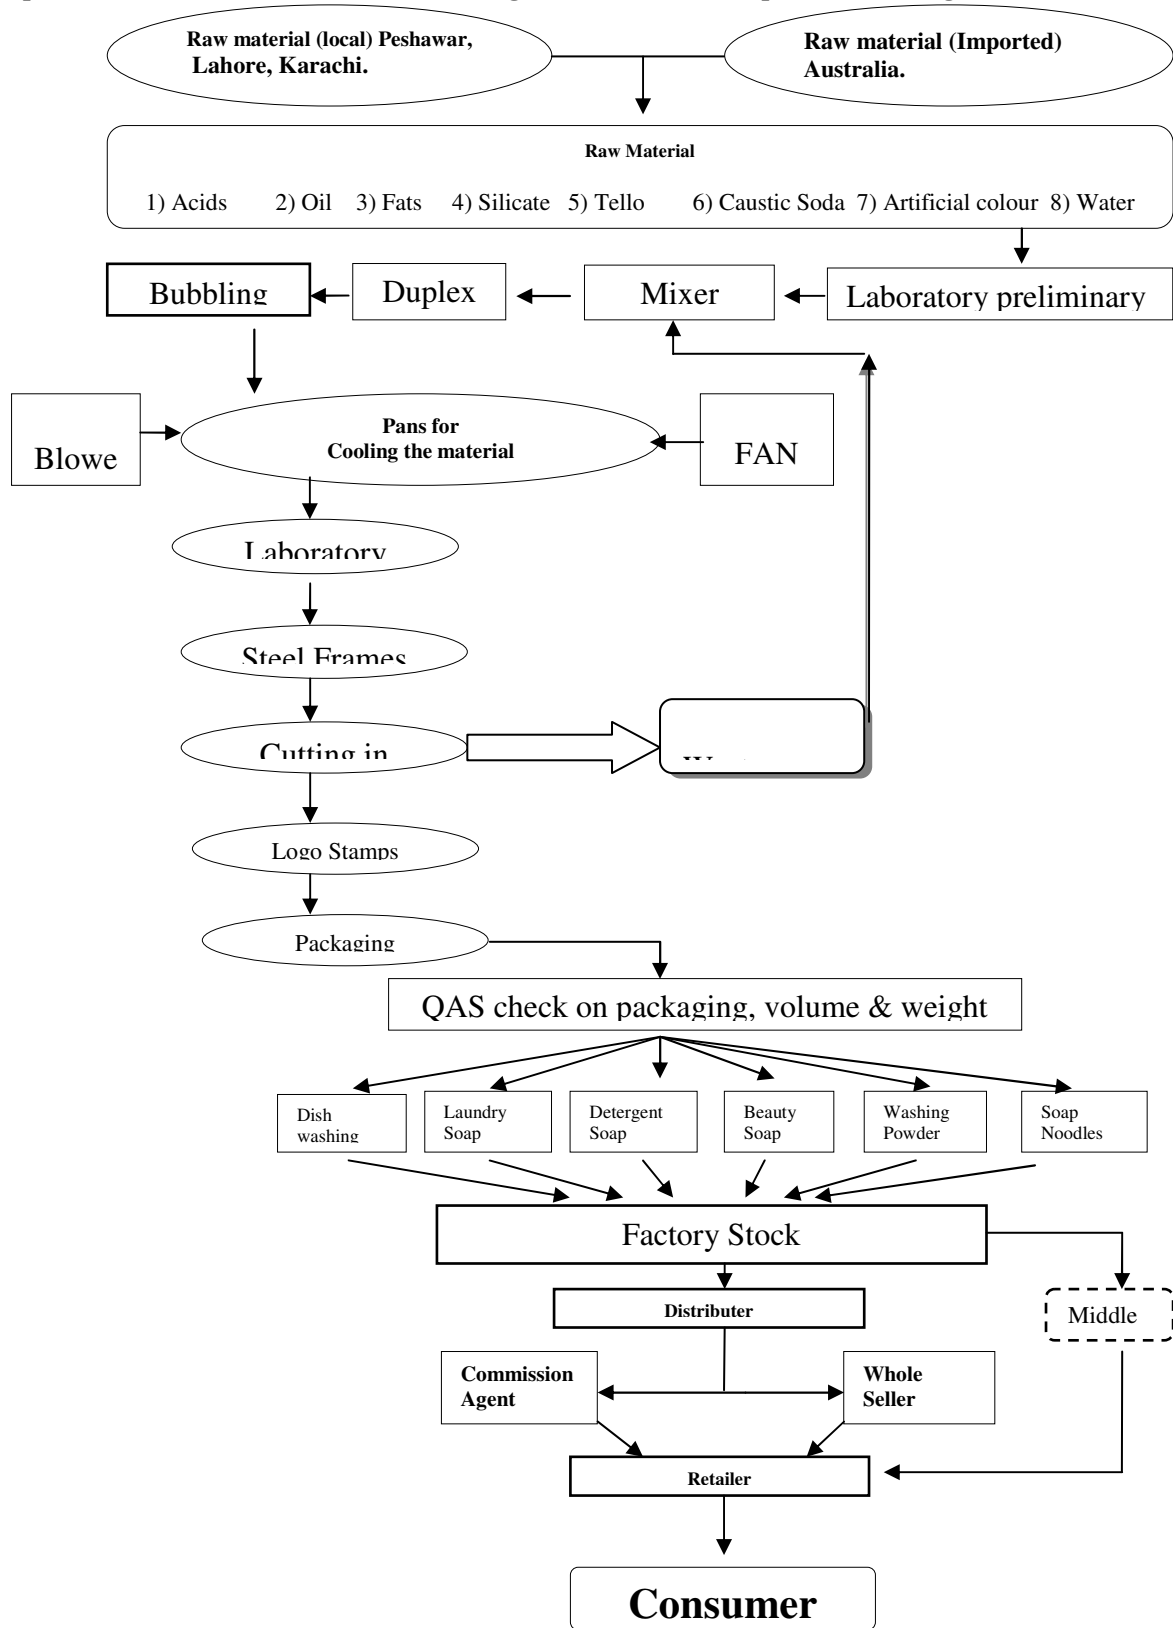 Raw material (local) Peshawar,
Lahore, Karachi.
Raw material (Imported)
Australia.
Raw Material
1) Acids 2) Oil 3) Fats 4) Silicate 5) Tello 6) Caustic Soda 7) Artificial colour 8) Water
Bubbling
Duplex
Mixer
Laboratory preliminary
Blowe
Pans for
Cooling the material
FAN
Laboratory
Steel Frames
Cutting in
Logo Stamps
Packaging
QAS check on packaging, volume & weight
Dish
washing
Laundry
Soap
Detergent
Soap
Beauty
Soap
Washing
Powder
Soap
Noodles
Factory Stock
Distributer
Middle
Commission
Agent
Whole
Seller
Retailer
Consumer